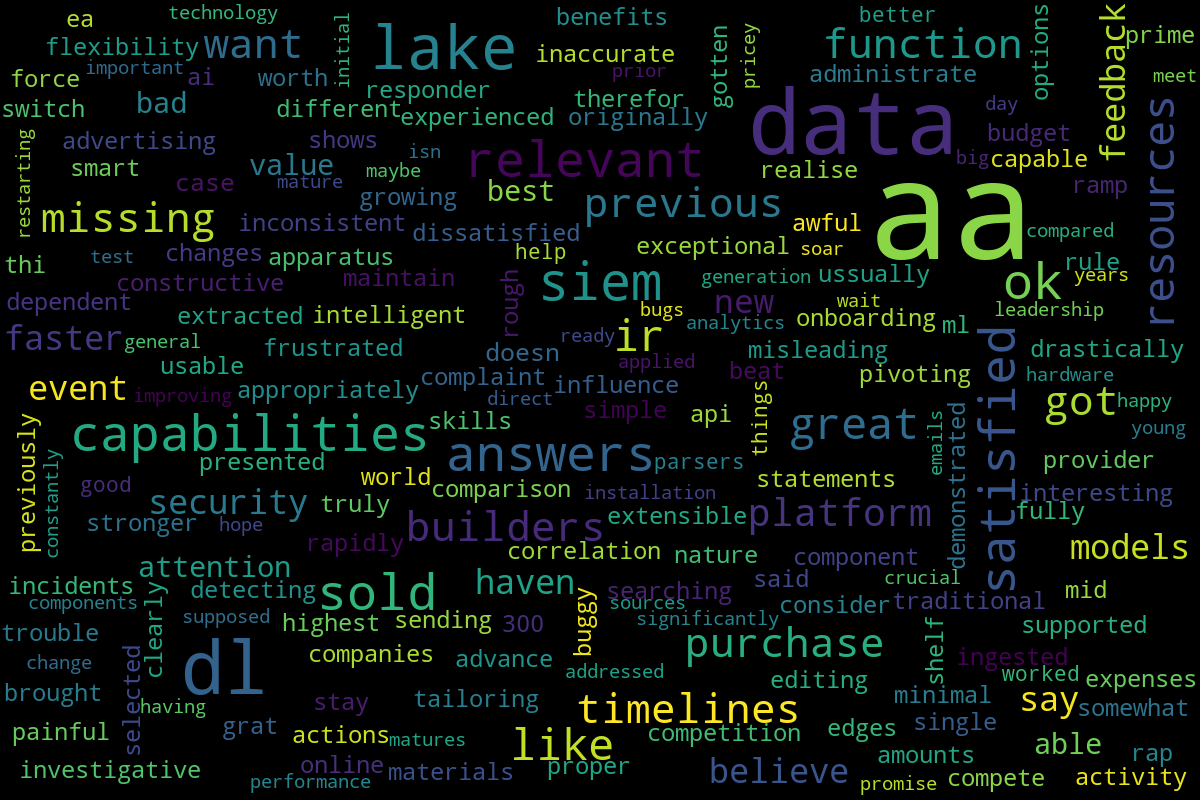 technology
ea
benefits
better
flexibility
want
initial
lake
inaccurate
gotten
pricey
function
options
feedback
prime
force
important
ai
worth
prior
administrate
meet
switch
bad
different
responder
experienced
therefor
originally
data
day
budget
resources
advertising
shows
isn
relevant
big
capable
restarting
smart
case
value
mature
maybe
growing
best
previous
realise
aa
ramp
missing
inconsistent
dissatisfied
awful
compared
thi
test
changes
apparatus
help
exceptional
soar
rule
constructive
maintain
rough
siem
generation
ussually
ok
years
dependent
extracted
intelligent
bugs
new
wait
leadership
faster
general
frustrated
ready
ir
analytics
onboarding
ml
usable
doesn
applied
misleading
drastically
event
improving
appropriately
complaint
influence
beat
pivoting
hardware
direct
simple
api
things
great
emails
satisfied
got
happy
previously
constantly
capabilities
skills
demonstrated
young
presented
answers
parsers
provider
good
world
comparison
installation
statements
interesting
security
truly
extensible
platform
fully
stronger
hope
builders
rapidly
correlation
nature
component
models
attention
incidents
detecting
sold
haven
searching
said
crucial
mid
components
clearly
supposed
highest
sending
300
buggy
sources
significantly
consider
traditional
supported
trouble
change
selected
dl
companies
advance
addressed
purchase
shelf
ingested
worked
expenses
brought
having
stay
tailoring
timelines
editing
minimal
say
somewhat
painful
grat
actions
matures
like
competition
edges
single
able
rap
investigative
online
materials
proper
believe
amounts
performance
promise
compete
activity